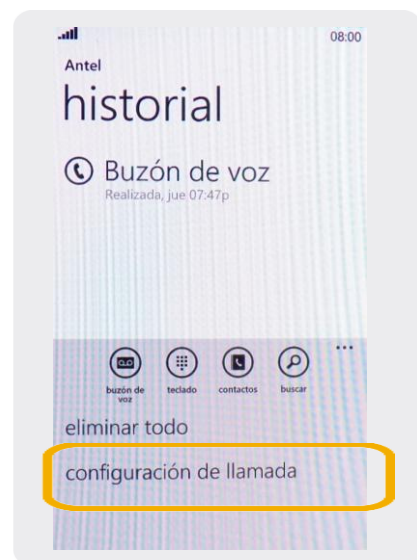 08:00
Antel
historial
Buzón de voz
Realizada, jue 07:47p
buzón de
voz
teclado
contactos
buscar
eliminar todo
configuración de llamada